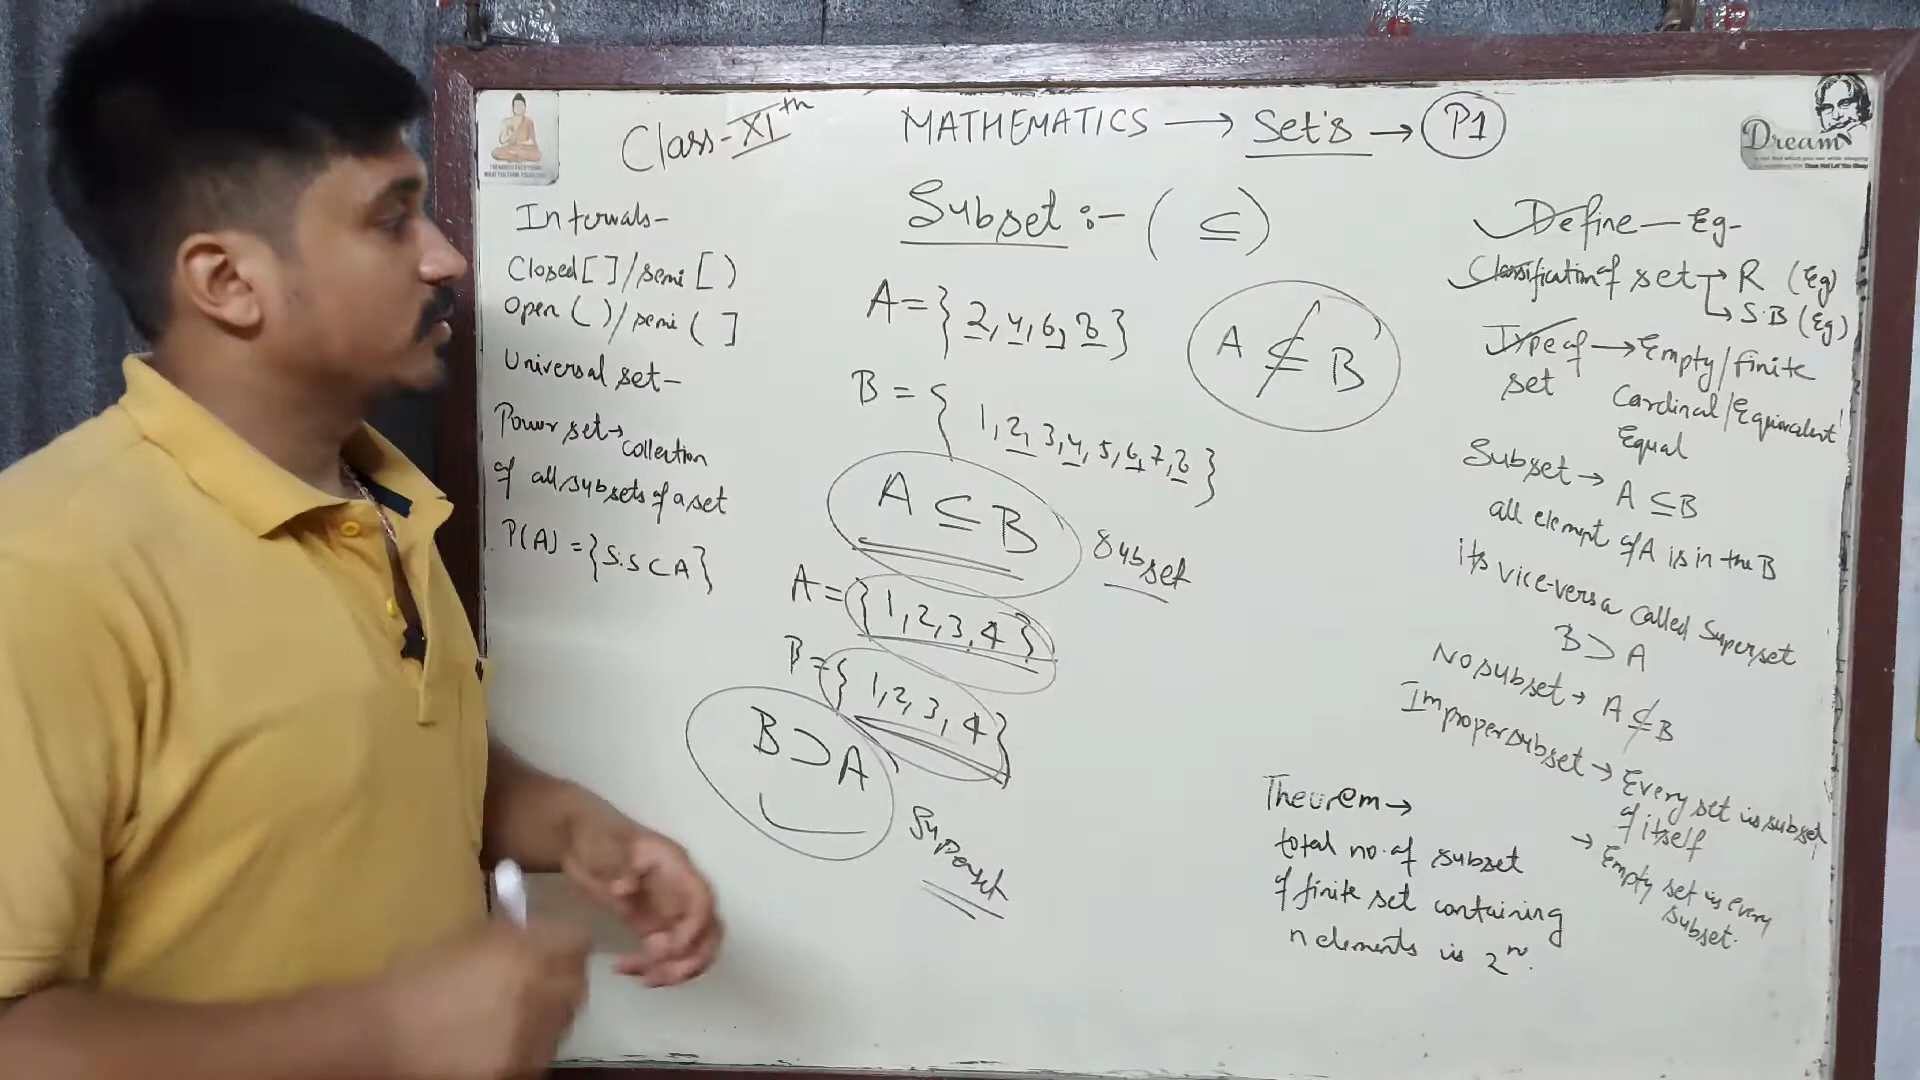 Class-XIth MATHEMATICS → Set's → P1
Intervals-
Closed [ ] / semi [ )
Open ( ) / semi ( ]
Universal set-
Power set → collection
of all subsets of a set
P(A) = {S:S⊂A}
Subset :- ( ⊆ )
A = {2, 4, 6, 8}
B = {1, 2, 3, 4, 5, 6, 7, 8}
A ⊈ B
A ⊆ B subset
A = {1, 2, 3, 4}
B = {1, 2, 3, 4}
B ⊃ A
Superset
Dream
Define - Eg-
Classification of set → R (Eg)
↳ S.B (Eg)
Type of set → Empty / finite
Cardinal / Equivalent
Equal
Subset → A ⊆ B
all element of A is in the B
its vice-versa called Superset
B ⊃ A
No subset → A ⊄ B
Improper subset → Every set is subset
of itself
→ Empty set is every
subset.
Theorem →
total no. of subset
of finite set containing
n elements is 2ⁿ.